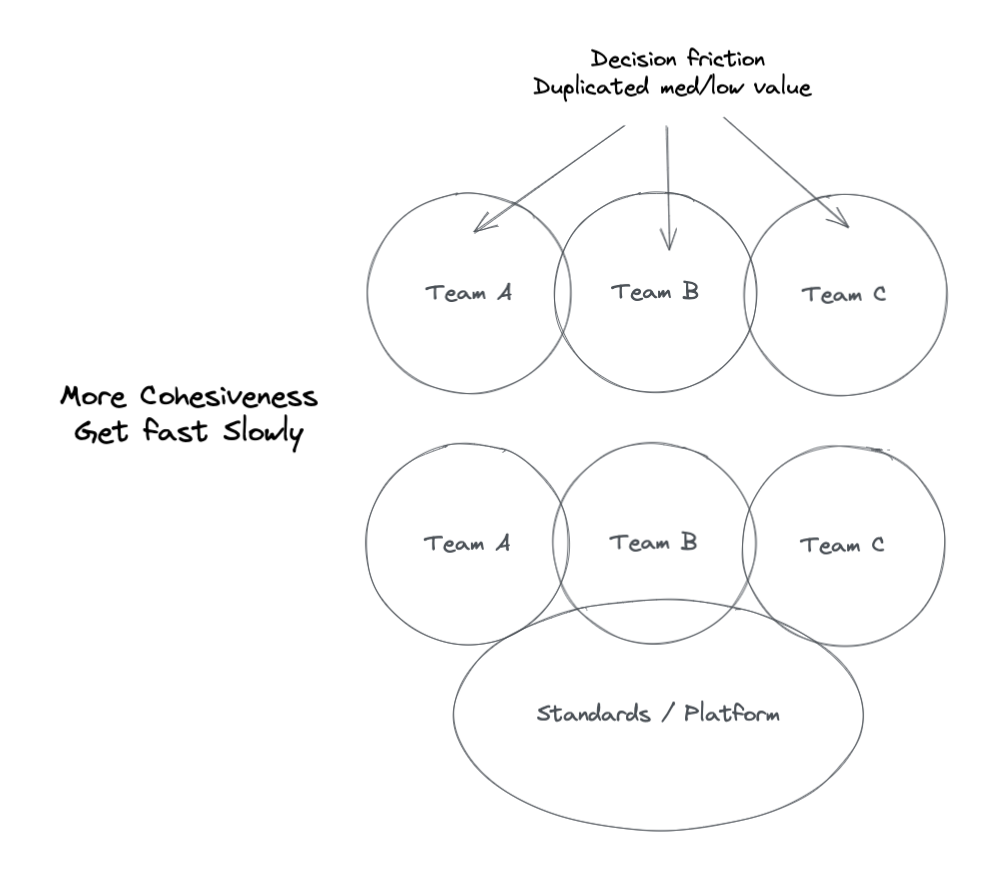 Decision friction
Duplicated med/low value
Team A
Team B
Team C
More Cohesiveness
Get fast Slowly
Team A
Team B
Team C
Standards / Platform